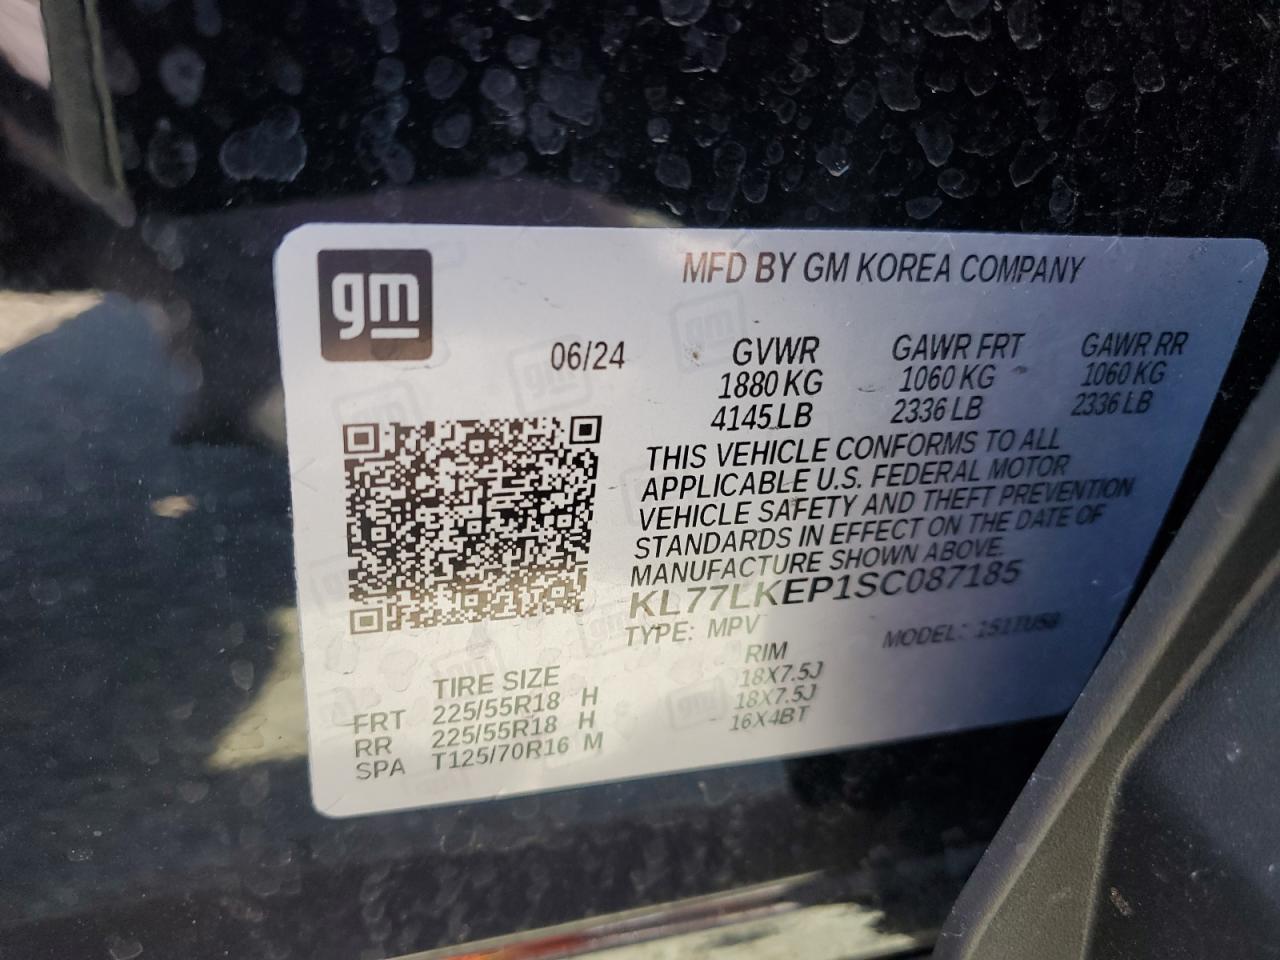 gm
MFD BY GM KOREA COMPANY
06/24
GVWR GAWR FRT GAWR RR
1880 KG 1060 KG 1060 KG
4145 LB 2336 LB 2336 LB
THIS VEHICLE CONFORMS TO ALL
APPLICABLE U.S. FEDERAL MOTOR
VEHICLE SAFETY AND THEFT PREVENTION
STANDARDS IN EFFECT ON THE DATE OF
MANUFACTURE SHOWN ABOVE.
KL77LKEP1SC087185
TYPE: MPV MODEL:
TIRE SIZE RIM
FRT 225/55R18 H 18X7.5J
RR 225/55R18 H 18X7.5J
SPA T125/70R16 M 16X4BT